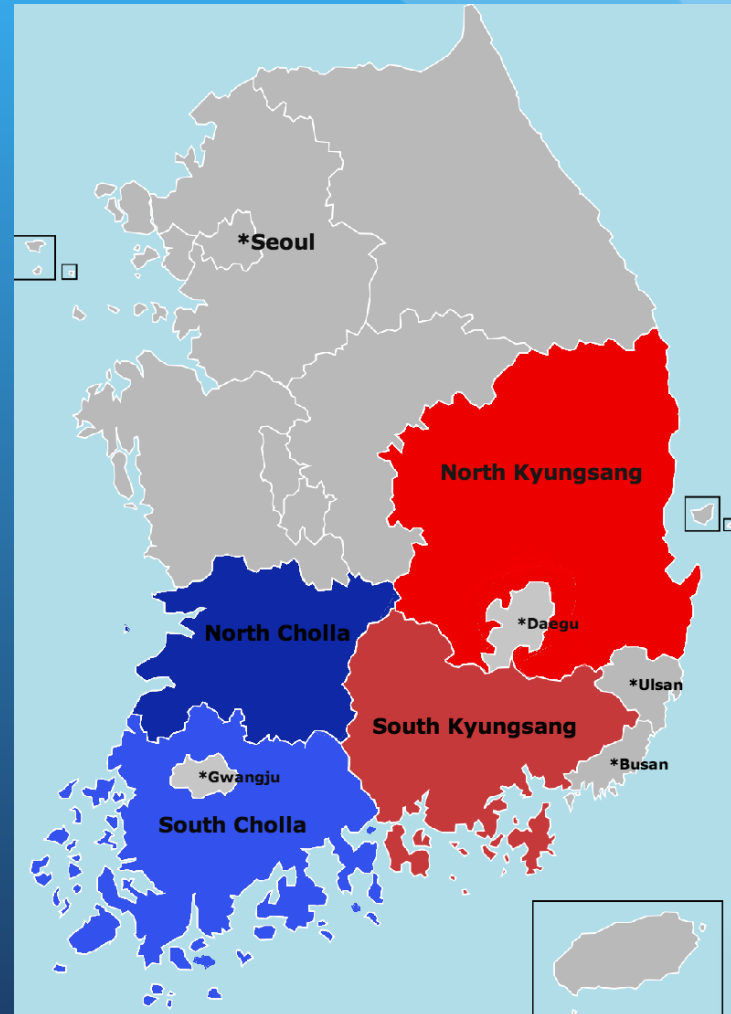 *Seoul
North Kyungsang
*Daegu
North Cholla
*Ulsan
South Kyungsang
*Busan
*Gwangju
South Cholla